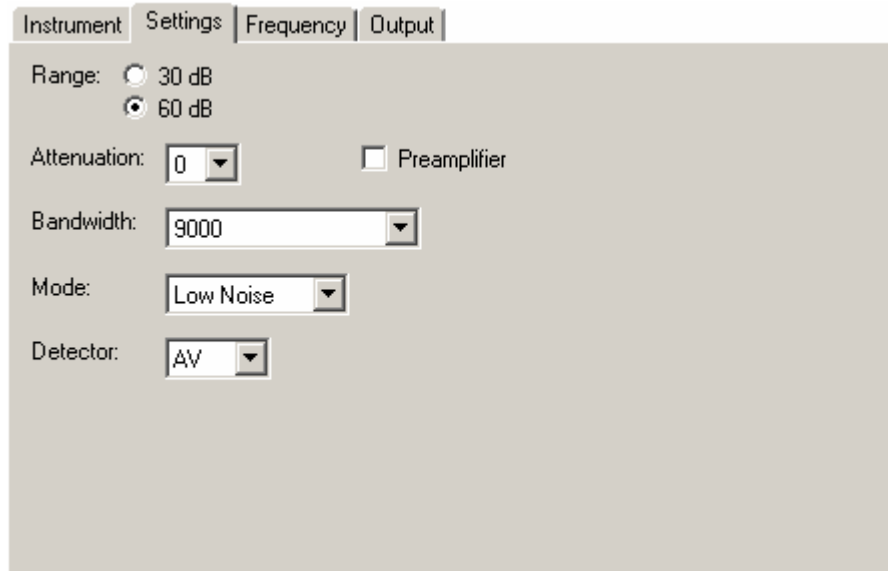 Instrument Settings Frequency Output
Range: 30 dB
60 dB
Attenuation: 0 Preamplifier
Bandwidth: 9000
Mode: Low Noise
Detector: AV